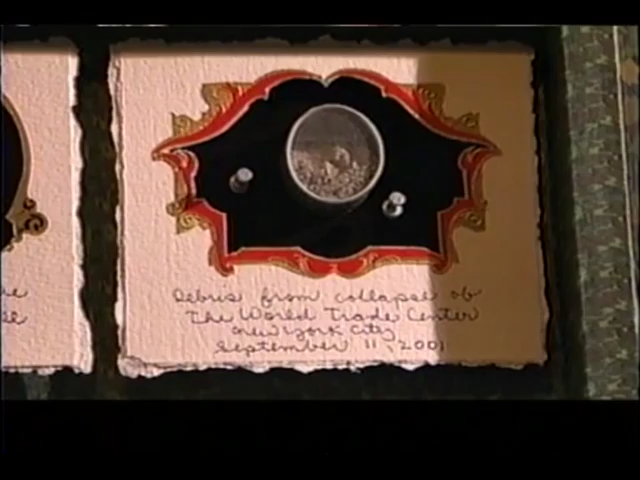 Debris from collapse of
The World Trade Center
New York City
September 11 2001